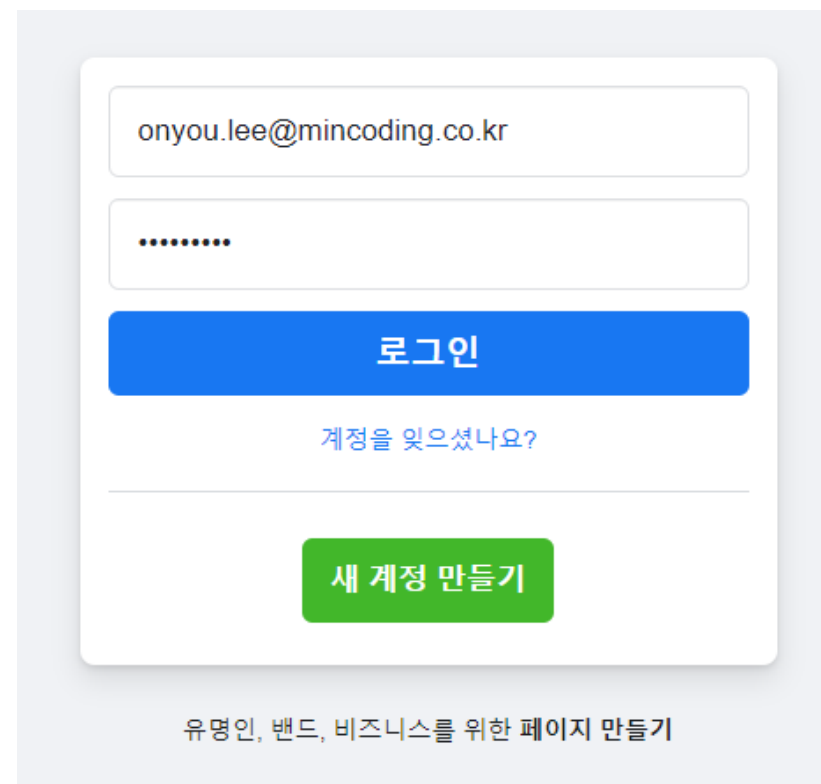 onyou.lee@mincoding.co.kr
•••••••••
로그인
계정을 잊으셨나요?
새 계정 만들기
유명인, 밴드, 비즈니스를 위한 페이지 만들기